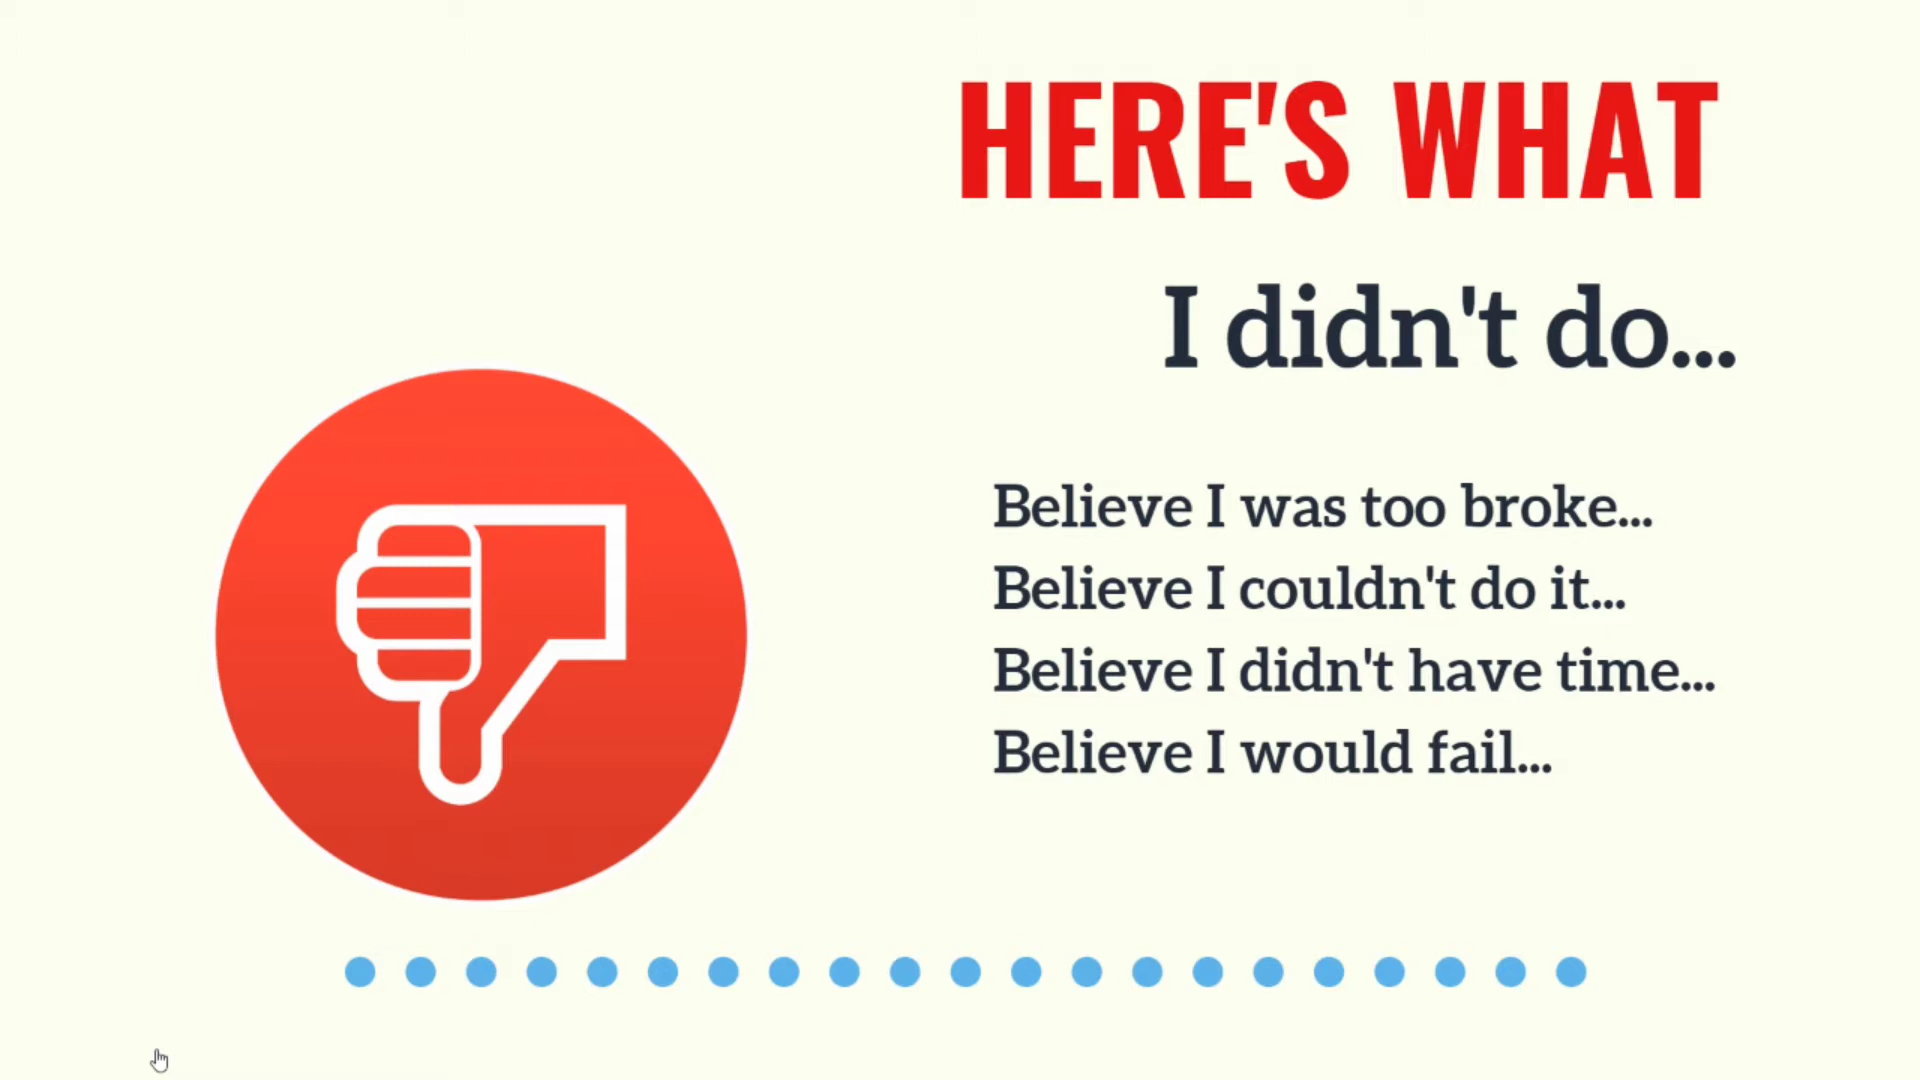 HERE'S WHAT
I didn't do...
Believe I was too broke...
Believe I couldn't do it...
Believe I didn't have time...
Believe I would fail...